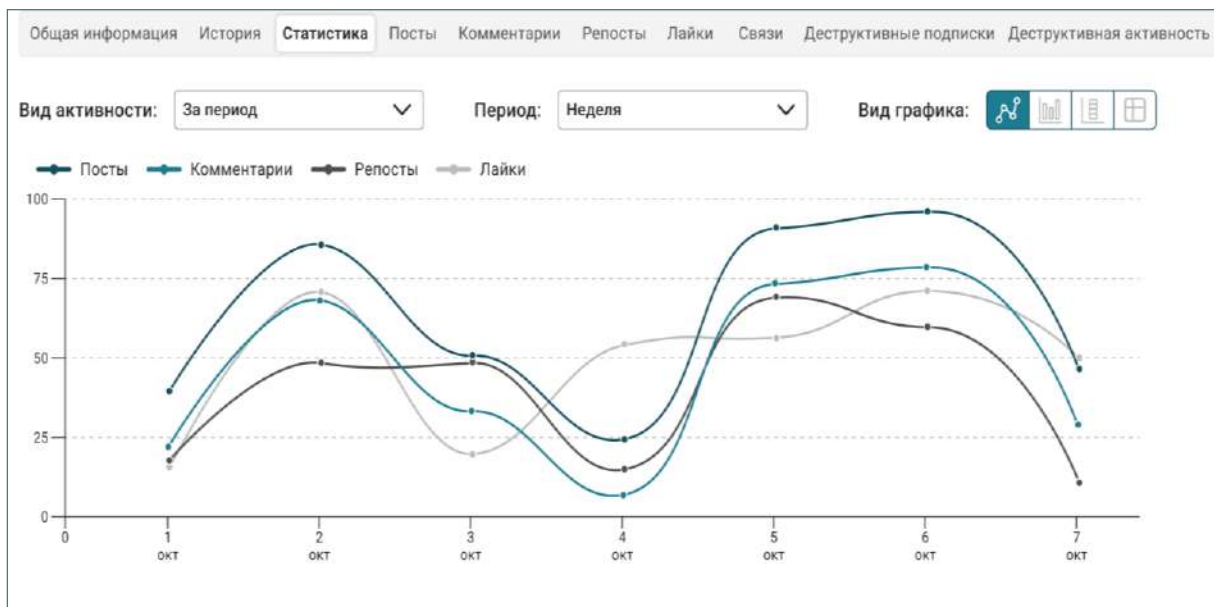 Общая информация История Статистика Посты Комментарии Репосты Лайки Связи Деструктивные подписки Деструктивная активность
Вид активности: За период Период: Неделя Вид графика:
Посты Комментарии Репосты Лайки
100
75
50
25
0
0 1 2 3 4 5 6 7
окт окт окт окт окт окт окт